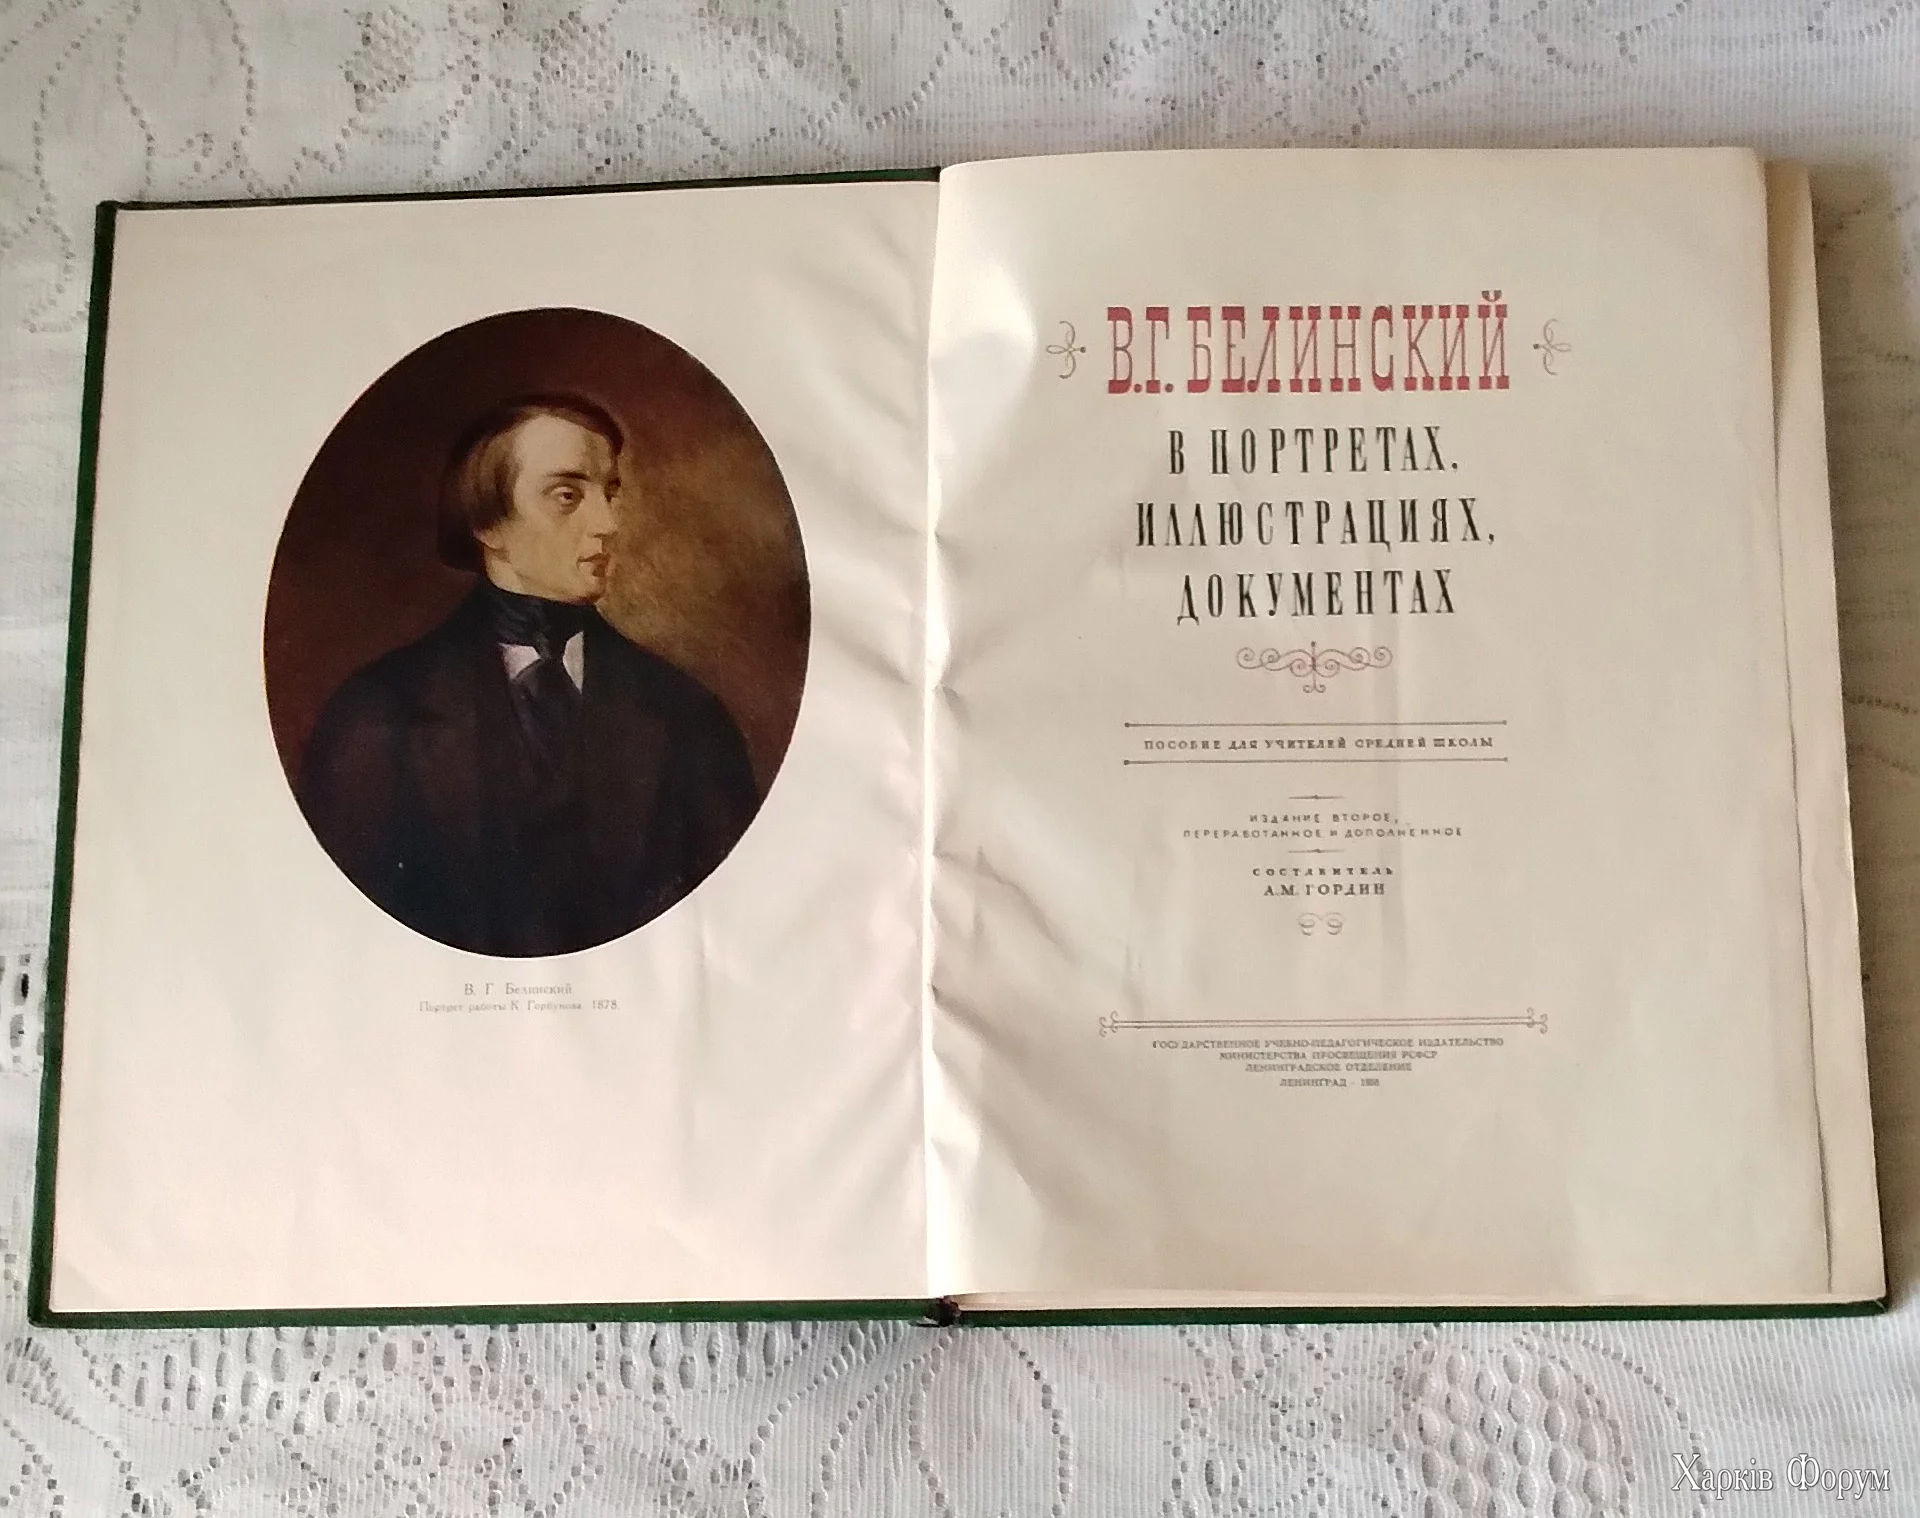 В. Г. Белинский
Портрет работы К. Горбунова. 1878.
В.Г. БЕЛИНСКИЙ
В ПОРТРЕТАХ,
ИЛЛЮСТРАЦИЯХ,
ДОКУМЕНТАХ
ПОСОБИЕ ДЛЯ УЧИТЕЛЕЙ СРЕДНЕЙ ШКОЛЫ
ИЗДАНИЕ ВТОРОЕ,
ПЕРЕРАБОТАННОЕ И ДОПОЛНЕННОЕ
СОСТАВИТЕЛЬ
А.М. ГОРДИН
ГОСУДАРСТВЕННОЕ УЧЕБНО-ПЕДАГОГИЧЕСКОЕ ИЗДАТЕЛЬСТВО
МИНИСТЕРСТВА ПРОСВЕЩЕНИЯ РСФСР
ЛЕНИНГРАДСКОЕ ОТДЕЛЕНИЕ
ЛЕНИНГРАД -
Харків Форум